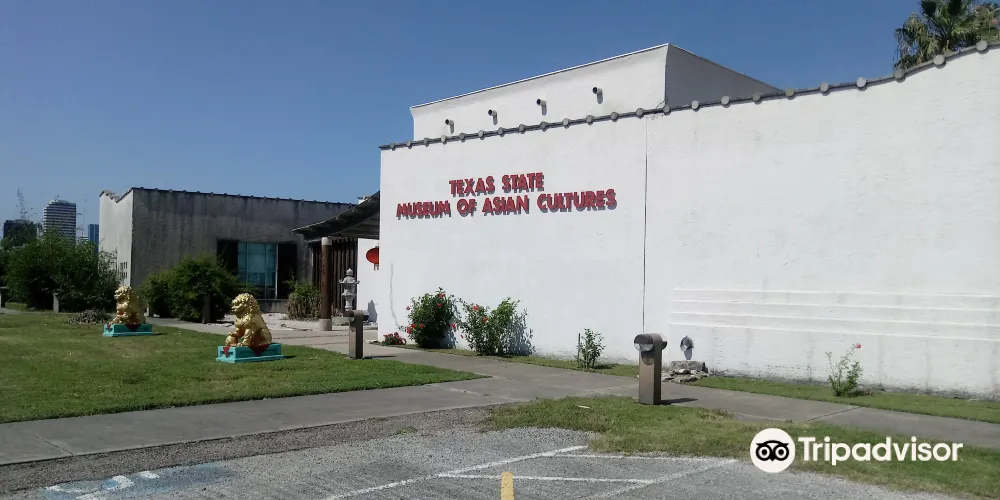 TEXAS STATE
MUSEUM OF ASIAN CULTURES
Tripadvisor